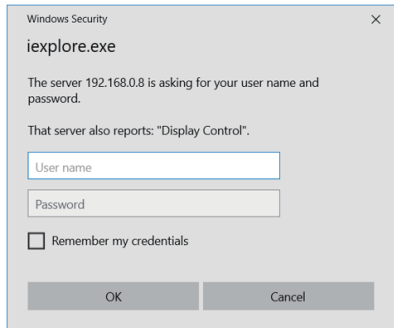 Windows Security
iexplore.exe
The server 192.168.0.8 is asking for your user name and
password.
That server also reports: "Display Control".
User name
Password
Remember my credentials
OK
Cancel